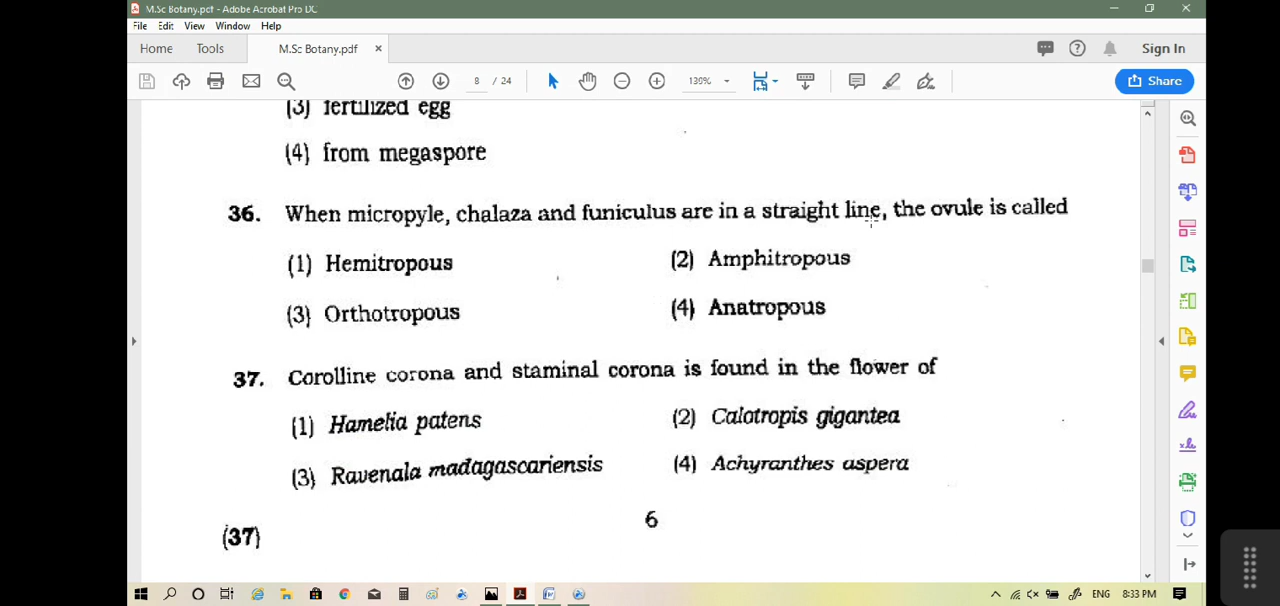 M.Sc Botany.pdf - Adobe Acrobat Pro DC
File Edit View Window Help
Home Tools M.Sc Botany.pdf × Sign In
8 / 24 139% Share
(3) fertilized egg
(4) from megaspore
36. When micropyle, chalaza and funiculus are in a straight line, the ovule is called
(1) Hemitropous (2) Amphitropous
(3) Orthotropous (4) Anatropous
37. Corolline corona and staminal corona is found in the flower of
(1) Hamelia patens (2) Calotropis gigantea
(3) Ravenala madagascariensis (4) Achyranthes aspera
6
(37)
ENG 8:33 PM